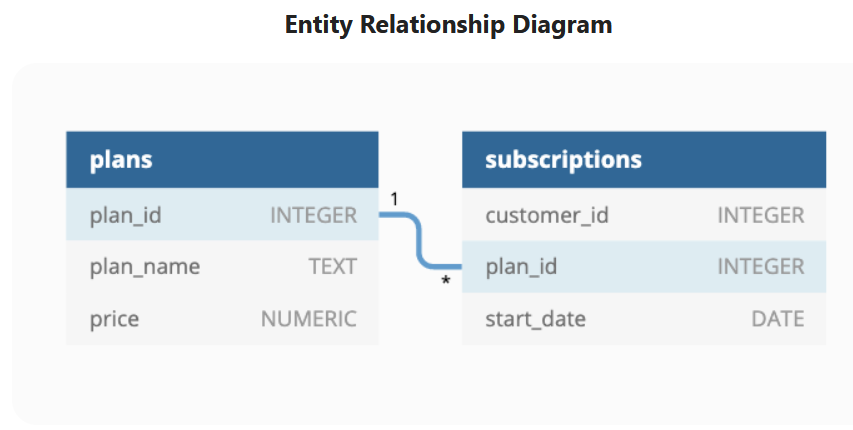 Entity Relationship Diagram
plans
plan_id INTEGER
plan_name TEXT
price NUMERIC
1
*
subscriptions
customer_id INTEGER
plan_id INTEGER
start_date DATE